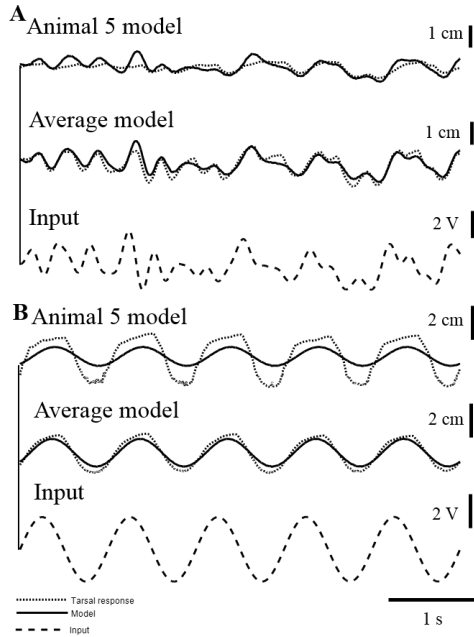 A
Animal 5 model
1 cm
Average model
1 cm
Input
2 V
B
Animal 5 model
2 cm
Average model
2 cm
Input
2 V
Tarsal response
Model
Input
1 s